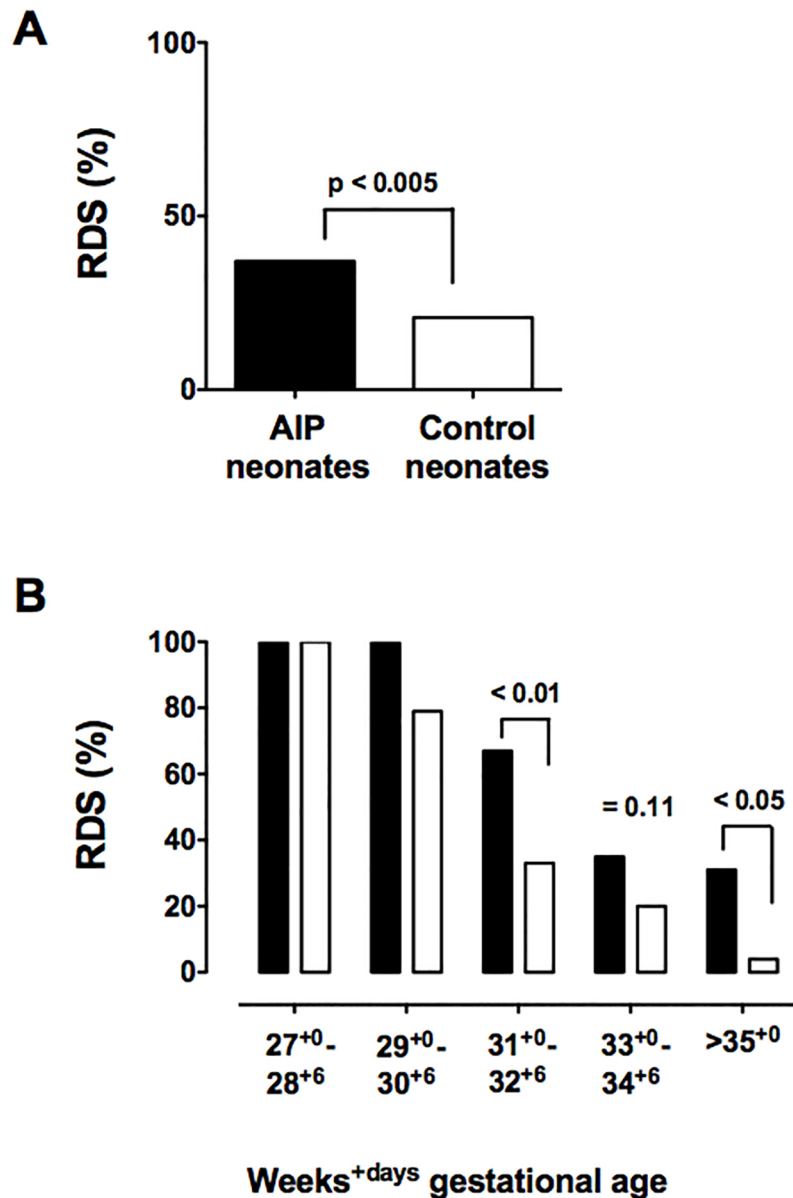 A
100
50
0
RDS (%)
p < 0.005
AIP
neonates
Control
neonates
B
100
80
60
40
20
0
RDS (%)
< 0.01
= 0.11
< 0.05
27⁺⁰-
28⁺⁶
29⁺⁰-
30⁺⁶
31⁺⁰-
32⁺⁶
33⁺⁰-
34⁺⁶
>35⁺⁰
Weeks⁺ᵈᵃʸˢ gestational age